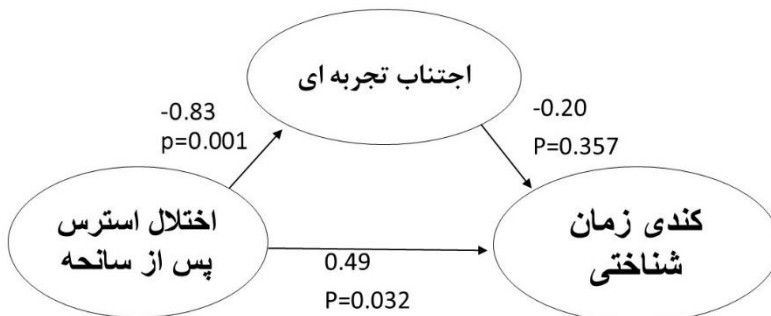 اجتناب تجربه ای
-0.83
p=0.001
-0.20
P=0.357
اختلال استرس
پس از سانحه
کندی زمان
شناختی
0.49
P=0.032